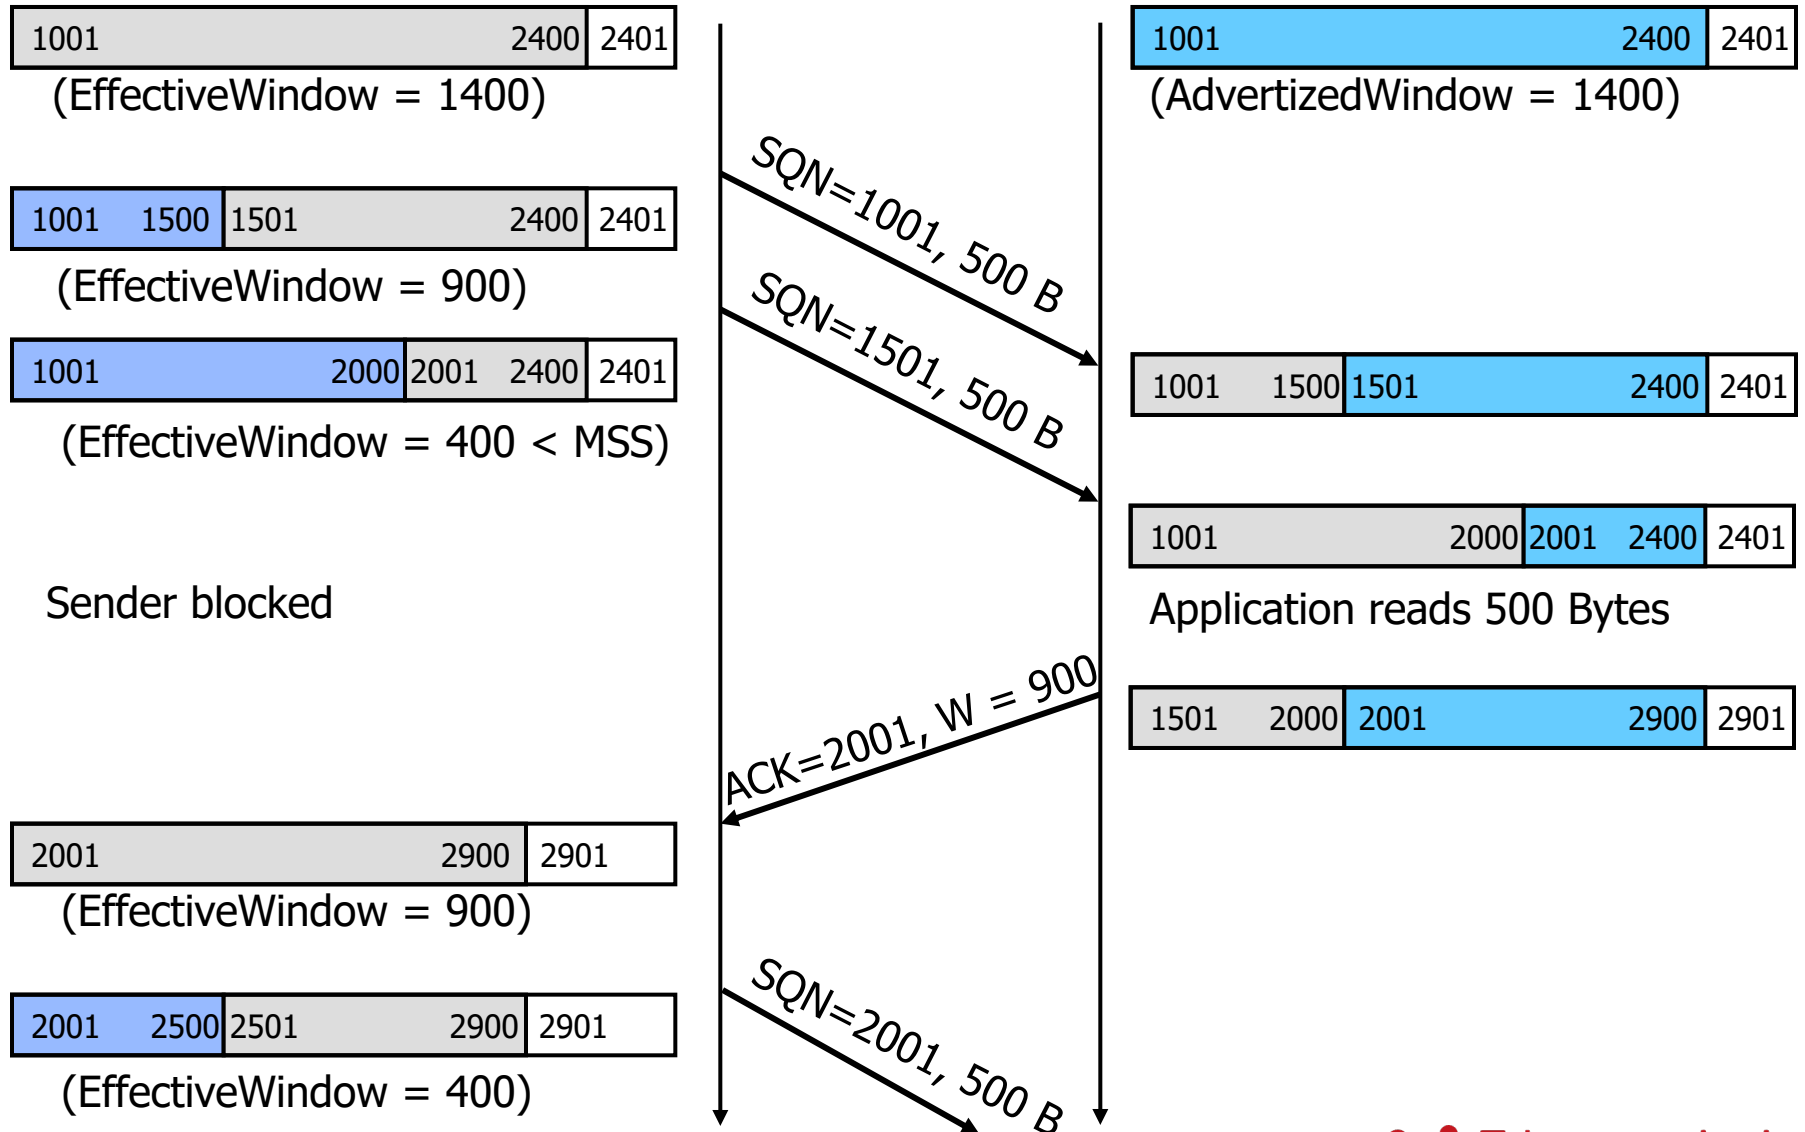 1001 2400 2401
(EffectiveWindow = 1400)
1001 2400 2401
(AdvertizedWindow = 1400)
SQN=1001, 500 B
1001 1500 1501 2400 2401
(EffectiveWindow = 900)
SQN=1501, 500 B
1001 2000 2001 2400 2401
(EffectiveWindow = 400 < MSS)
1001 1500 1501 2400 2401
1001 2000 2001 2400 2401
Sender blocked
Application reads 500 Bytes
ACK=2001, W = 900
1501 2000 2001 2900 2901
2001 2900 2901
(EffectiveWindow = 900)
SQN=2001, 500 B
2001 2500 2501 2900 2901
(EffectiveWindow = 400)